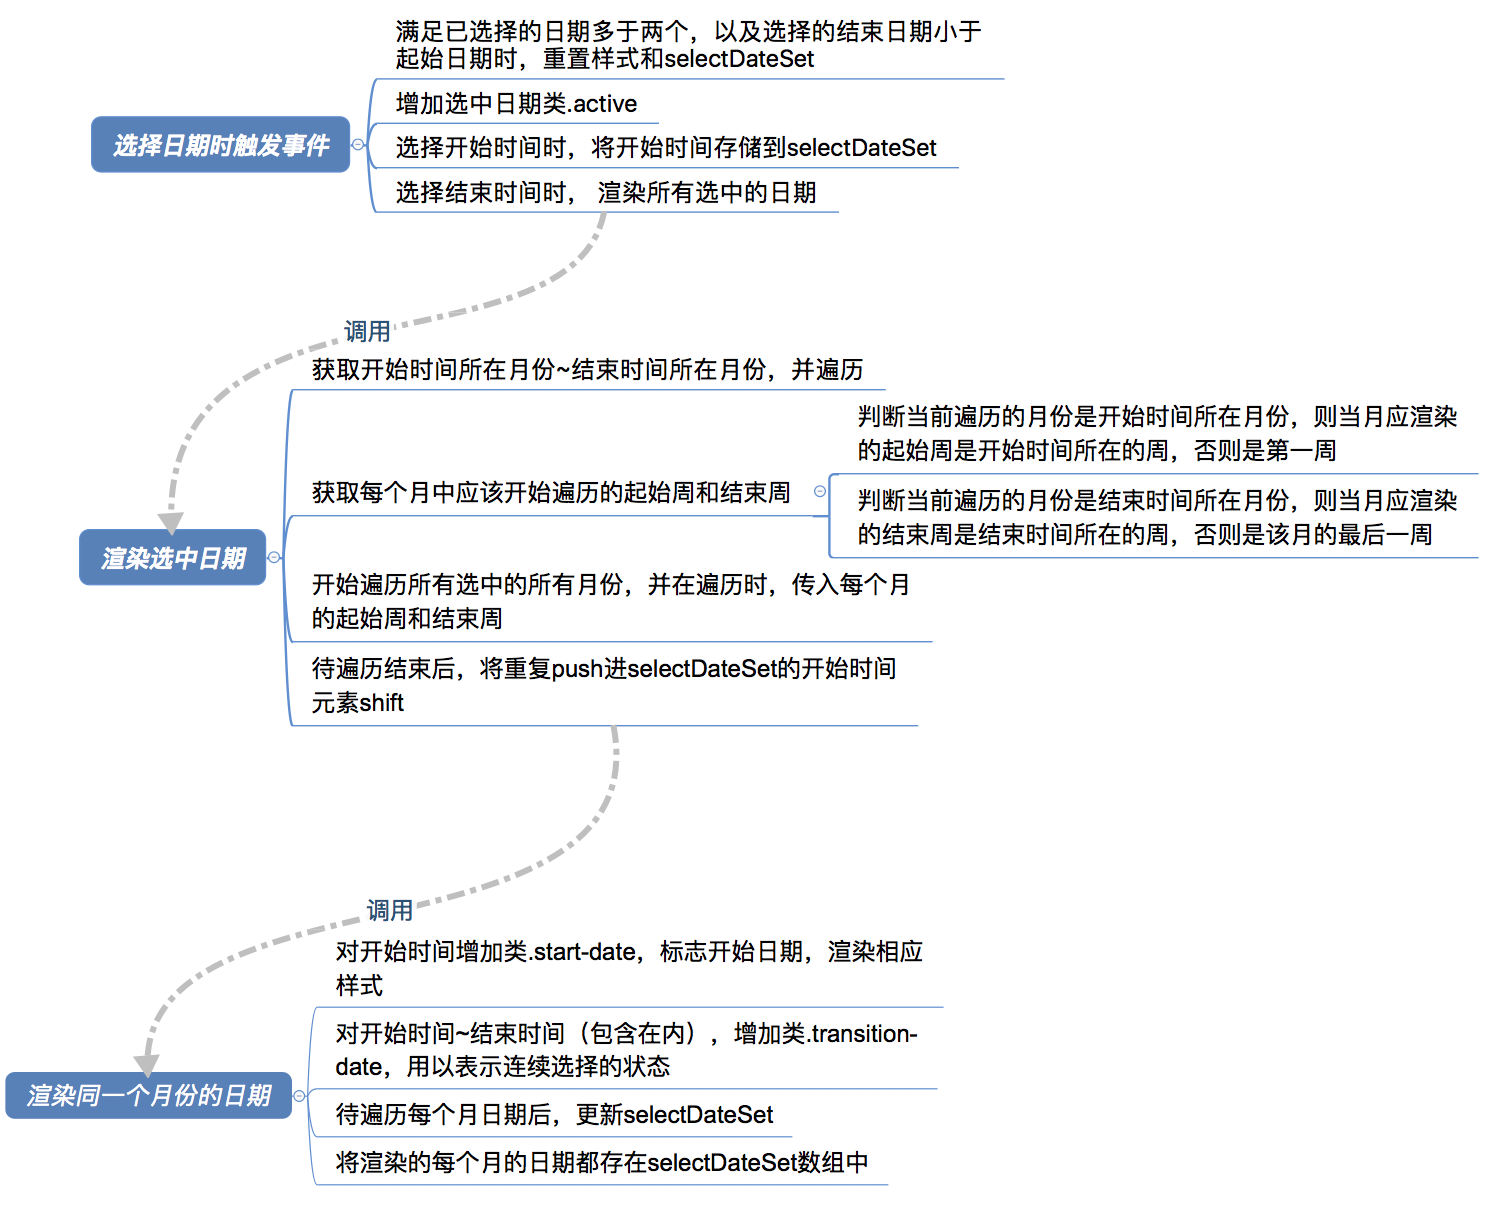 满足已选择的日期多于两个，以及选择的结束日期小于
起始日期时，重置样式和selectDateSet
增加选中日期类.active
选择日期时触发事件
选择开始时间时，将开始时间存储到selectDateSet
选择结束时间时， 渲染所有选中的日期
调用
获取开始时间所在月份~结束时间所在月份，并遍历
判断当前遍历的月份是开始时间所在月份，则当月应渲染
的起始周是开始时间所在的周，否则是第一周
获取每个月中应该开始遍历的起始周和结束周
判断当前遍历的月份是结束时间所在月份，则当月应渲染
的结束周是结束时间所在的周，否则是该月的最后一周
渲染选中日期
开始遍历所有选中的所有月份，并在遍历时，传入每个月
的起始周和结束周
待遍历结束后，将重复push进selectDateSet的开始时间
元素shift
调用
对开始时间增加类.start-date，标志开始日期，渲染相应
样式
对开始时间~结束时间（包含在内），增加类.transition-
date，用以表示连续选择的状态
渲染同一个月份的日期
待遍历每个月日期后，更新selectDateSet
将渲染的每个月的日期都存在selectDateSet数组中